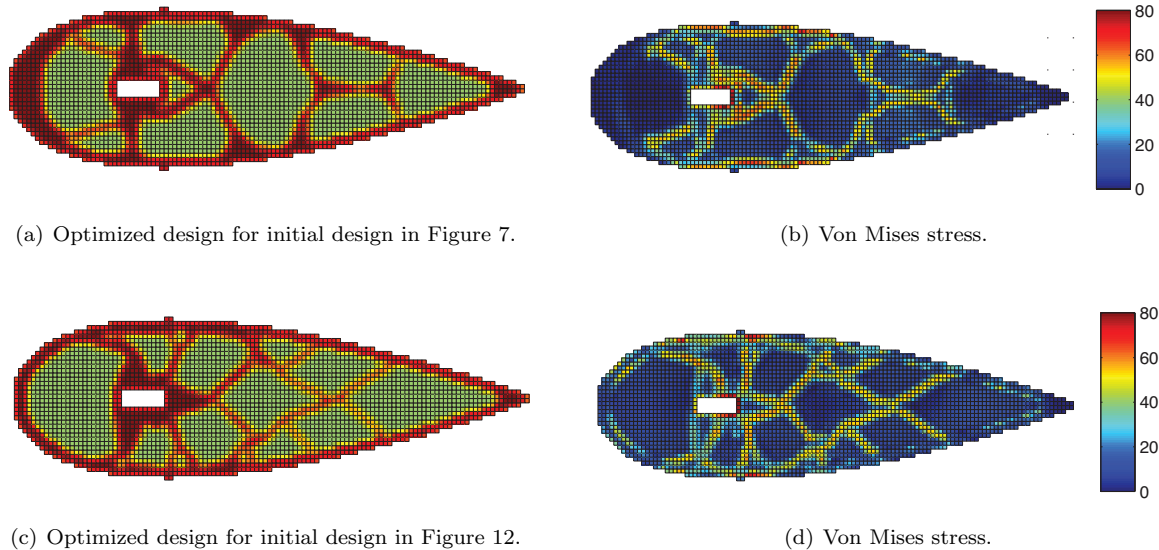 80
60
40
20
0
(a) Optimized design for initial design in Figure 7.
(b) Von Mises stress.
80
60
40
20
0
(c) Optimized design for initial design in Figure 12.
(d) Von Mises stress.